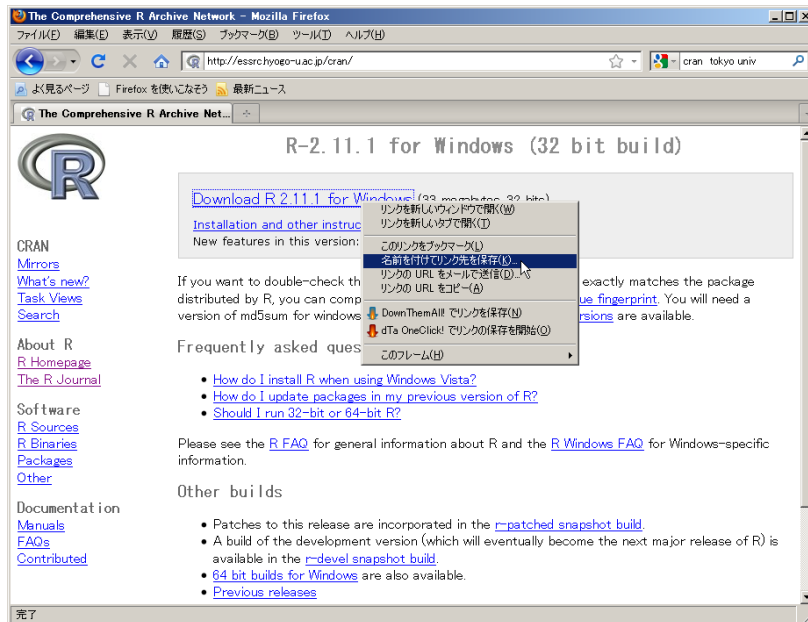 The Comprehensive R Archive Network - Mozilla Firefox
ファイル(F) 編集(E) 表示(V) 履歴(S) ブックマーク(B) ツール(T) ヘルプ(H)
http://essrc.hyogo-u.ac.jp/cran/
cran tokyo univ
よく見るページ Firefox を使いこなそう 最新ニュース
The Comprehensive R Archive Net...
R
R-2.11.1 for Windows (32 bit build)
Download R 2.11.1 for Windows (33 megabytes, 32 bits)
Installation and other instruc
New features in this version:
リンクを新しいウィンドウで開く(W)
リンクを新しいタブで開く(T)
このリンクをブックマーク(L)
名前を付けてリンク先を保存(K)...
リンクの URL をメールで送信(D)...
リンクの URL をコピー(A)
DownThemAll! でリンクを保存(N)
dTa OneClick! でリンクの保存を開始(O)
このフレーム(H)
CRAN
Mirrors
What's new?
Task Views
Search
About R
R Homepage
The R Journal
Software
R Sources
R Binaries
Packages
Other
Documentation
Manuals
FAQs
Contributed
If you want to double-check th exactly matches the package
distributed by R, you can comp ue fingerprint. You will need a
version of md5sum for windows rsions are available.
Frequently asked ques
How do I install R when using Windows Vista?
How do I update packages in my previous version of R?
Should I run 32-bit or 64-bit R?
Please see the R FAQ for general information about R and the R Windows FAQ for Windows-specific
information.
Other builds
Patches to this release are incorporated in the r-patched snapshot build.
A build of the development version (which will eventually become the next major release of R) is
available in the r-devel snapshot build.
64 bit builds for Windows are also available.
Previous releases
完了